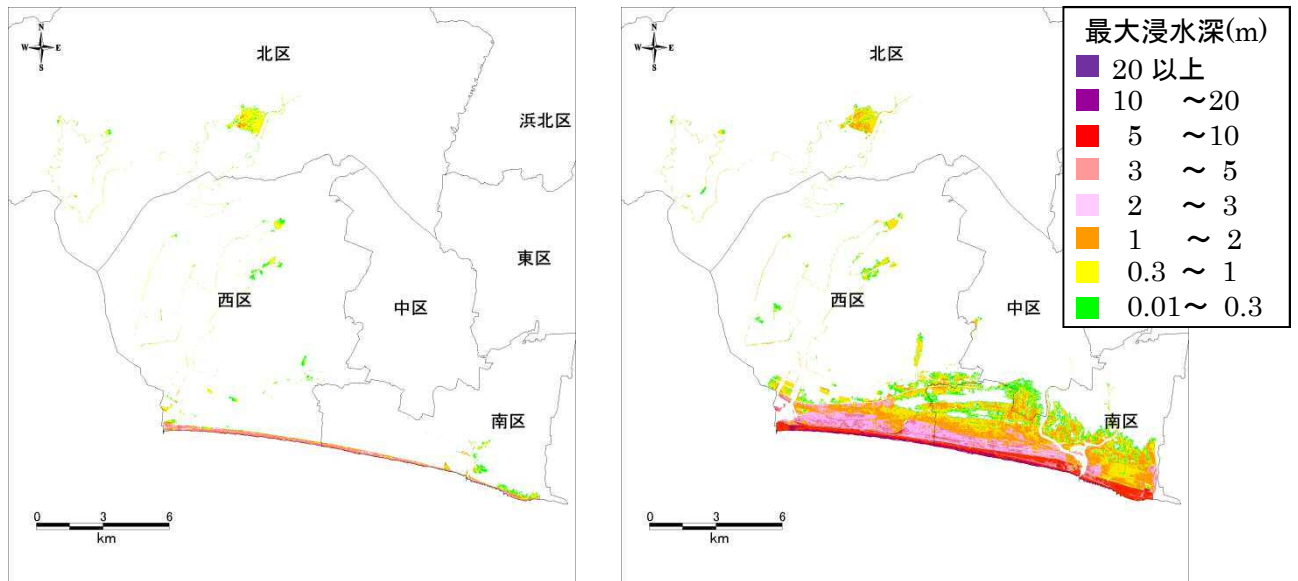 N
W E
S
北区
浜北区
東区
西区
中区
南区
0 3 6
km
N
W E
S
北区
西区
中区
南区
0 3 6
km
最大浸水深(m)
20 以上
10 ～20
5 ～10
3 ～ 5
2 ～ 3
1 ～ 2
0.3 ～ 1
0.01～ 0.3